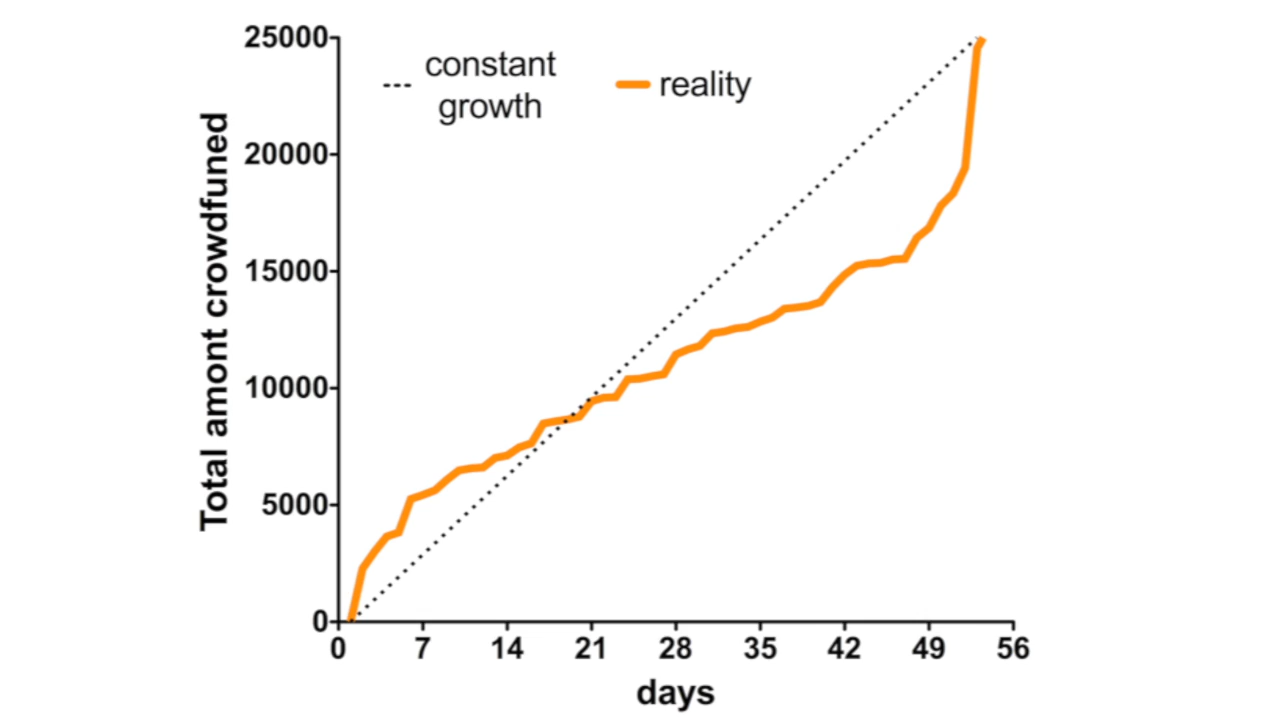 25000
constant
growth
reality
20000
15000
10000
5000
0
Total amont crowdfuned
0 7 14 21 28 35 42 49 56
days